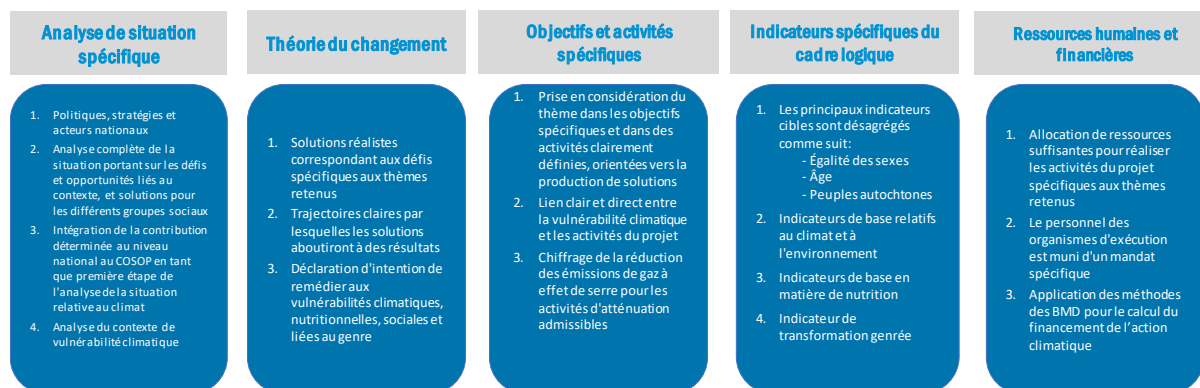 Analyse de situation
spécifique
1. Politiques, stratégies et
acteurs nationaux
2. Analyse complète de la
situation portant sur les défis
et opportunités liés au
contexte, et solutions pour
les différents groupes sociaux
3. Intégration de la contribution
déterminée au niveau
national au COSOP en tant
que première étape de
l'analyse de la situation
relative au climat
4. Analyse du contexte de
vulnérabilité climatique
Théorie du changement
1. Solutions réalistes
correspondant aux défis
spécifiques aux thèmes
retenus
2. Trajectoires claires par
lesquelles les solutions
aboutiront à des résultats
3. Déclaration d'intention de
remédier aux
vulnérabilités climatiques,
nutritionnelles, sociales et
liées au genre
Objectifs et activités
spécifiques
1. Prise en considération du
thème dans les objectifs
spécifiques et dans des
activités clairement
définies, orientées vers la
production de solutions
2. Lien clair et direct entre
la vulnérabilité climatique
et les activités du projet
3. Chiffrage de la réduction
des émissions de gaz à
effet de serre pour les
activités d'atténuation
admissibles
Indicateurs spécifiques du
cadre logique
1. Les principaux indicateurs
cibles sont désagrégés
comme suit:
- Égalité des sexes
- Âge
- Peuples autochtones
2. Indicateurs de base relatifs
au climat et à
l'environnement
3. Indicateurs de base en
matière de nutrition
4. Indicateur de
transformation genrée
Ressources humaines et
financières
1. Allocation de ressources
suffisantes pour réaliser
les activités du projet
spécifiques aux thèmes
retenus
2. Le personnel des
organismes d'exécution
est muni d'un mandat
spécifique
3. Application des méthodes
des BMD pour le calcul du
financement de l’action
climatique